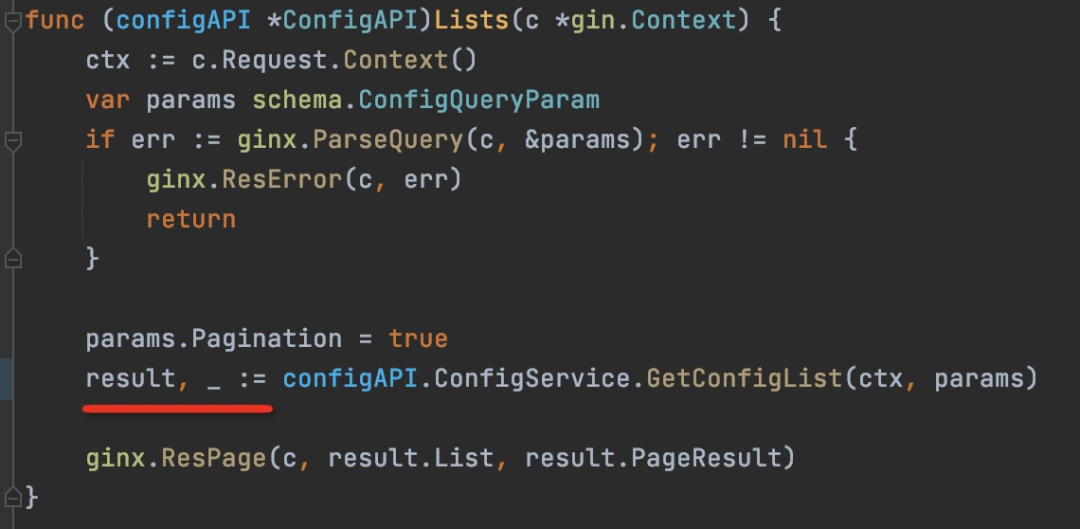 func (configAPI *ConfigAPI)Lists(c *gin.Context) {
    ctx := c.Request.Context()
    var params schema.ConfigQueryParam
    if err := ginx.ParseQuery(c, &params); err != nil {
        ginx.ResError(c, err)
        return
    }

    params.Pagination = true
    result, _ := configAPI.ConfigService.GetConfigList(ctx, params)

    ginx.ResPage(c, result.List, result.PageResult)
}